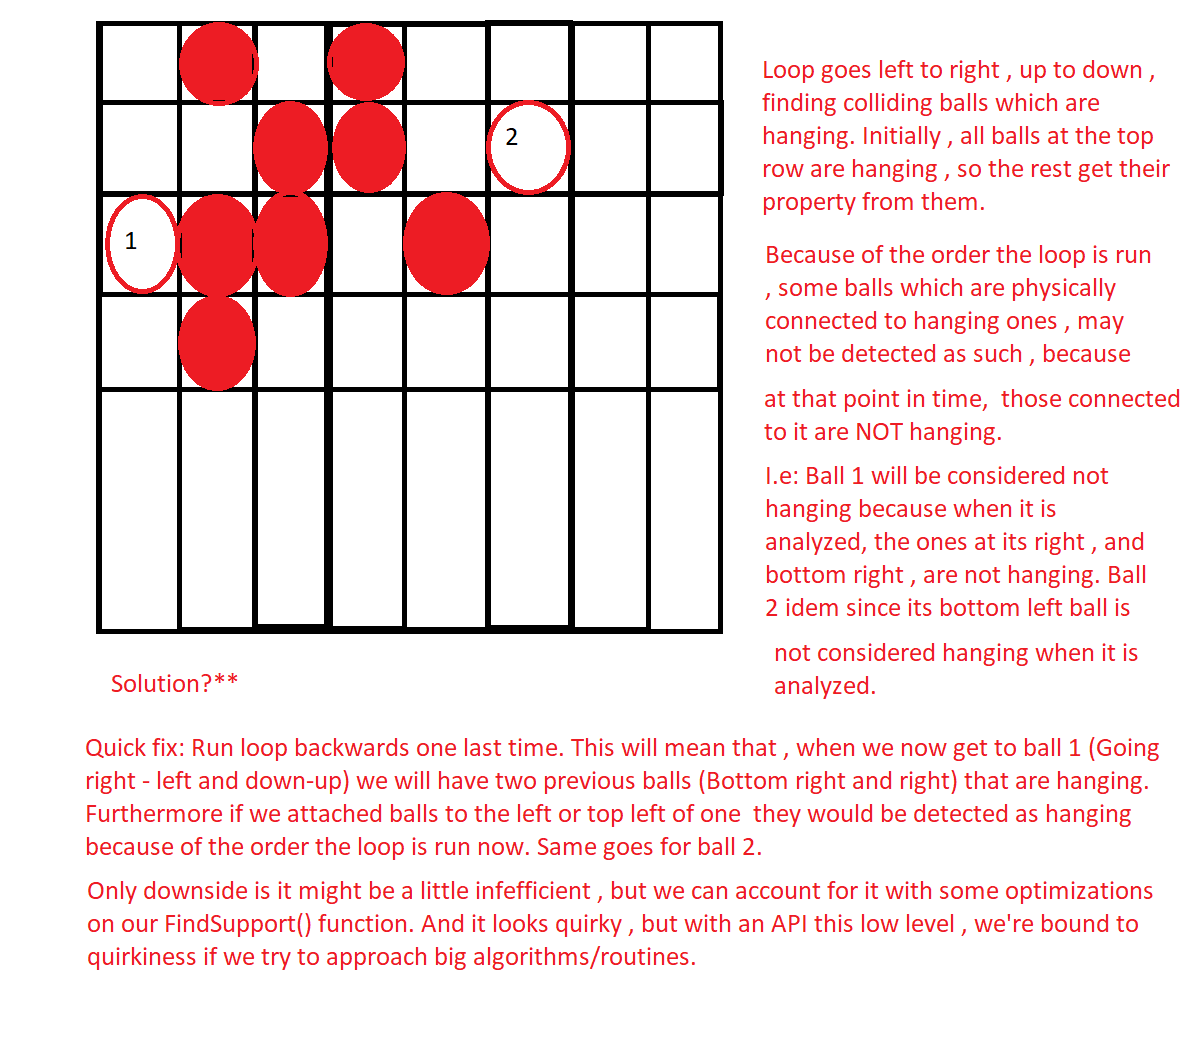 2
1
Loop goes left to right , up to down ,
finding colliding balls which are
hanging. Initially , all balls at the top
row are hanging , so the rest get their
property from them.
Because of the order the loop is run
, some balls which are physically
connected to hanging ones , may
not be detected as such , because
at that point in time,  those connected
to it are NOT hanging.
I.e: Ball 1 will be considered not
hanging because when it is
analyzed, the ones at its right , and
bottom right , are not hanging. Ball
2 idem since its bottom left ball is
not considered hanging when it is
analyzed.
Solution?**
Quick fix: Run loop backwards one last time. This will mean that , when we now get to ball 1 (Going
right - left and down-up) we will have two previous balls (Bottom right and right) that are hanging.
Furthermore if we attached balls to the left or top left of one  they would be detected as hanging
because of the order the loop is run now. Same goes for ball 2.
Only downside is it might be a little infefficient , but we can account for it with some optimizations
on our FindSupport() function. And it looks quirky , but with an API this low level , we're bound to
quirkiness if we try to approach big algorithms/routines.